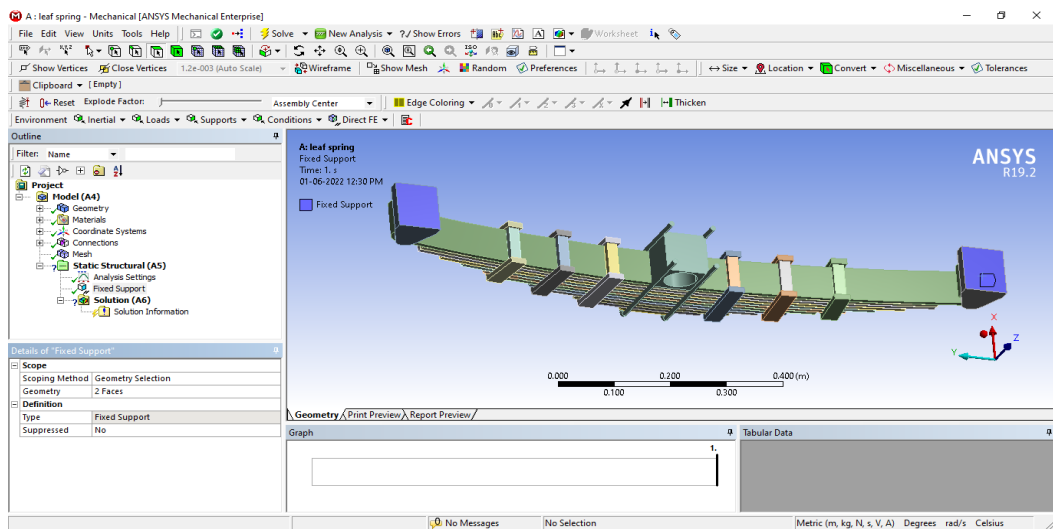 A : leaf spring - Mechanical [ANSYS Mechanical Enterprise]
File Edit View Units Tools Help Solve New Analysis ?/ Show Errors Worksheet
Show Vertices Close Vertices 1.2e-003 (Auto Scale) Wireframe Show Mesh Random Preferences Size Location Convert Miscellaneous Tolerances
Clipboard [ Empty]
Reset Explode Factor: Assembly Center Edge Coloring Thicken
Environment Inertial Loads Supports Conditions Direct FE
Outline
Filter: Name
Project
Model (A4)
Geometry
Materials
Coordinate Systems
Connections
Mesh
Static Structural (A5)
Analysis Settings
Fixed Support
Solution (A6)
Solution Information
Details of "Fixed Support"
Scope
Scoping Method Geometry Selection
Geometry 2 Faces
Definition
Type Fixed Support
Suppressed No
A: leaf spring
Fixed Support
Time: 1. s
01-06-2022 12:30 PM
Fixed Support
ANSYS
R19.2
X
Y
Z
0.000 0.200 0.400 (m)
0.100 0.300
Geometry Print Preview Report Preview
Graph
1.
Tabular Data
0 No Messages No Selection Metric (m, kg, N, s, V, A) Degrees rad/s Celsius